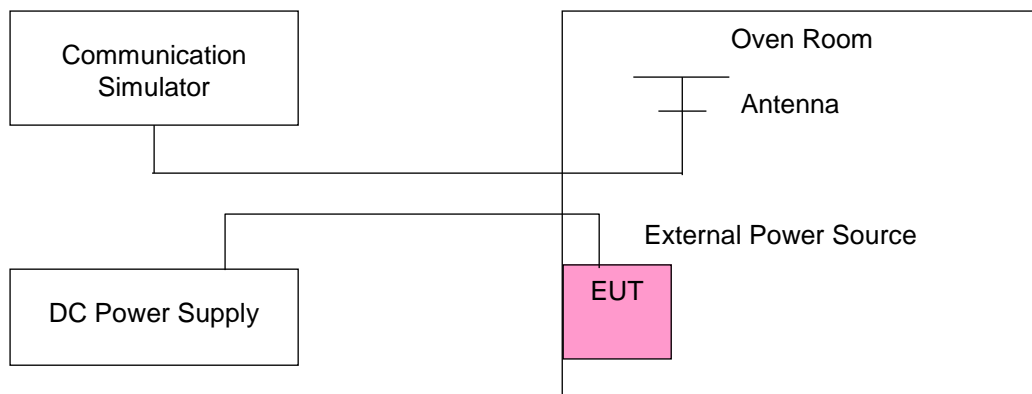 Communication
Simulator
Oven Room
Antenna
External Power Source
DC Power Supply
EUT